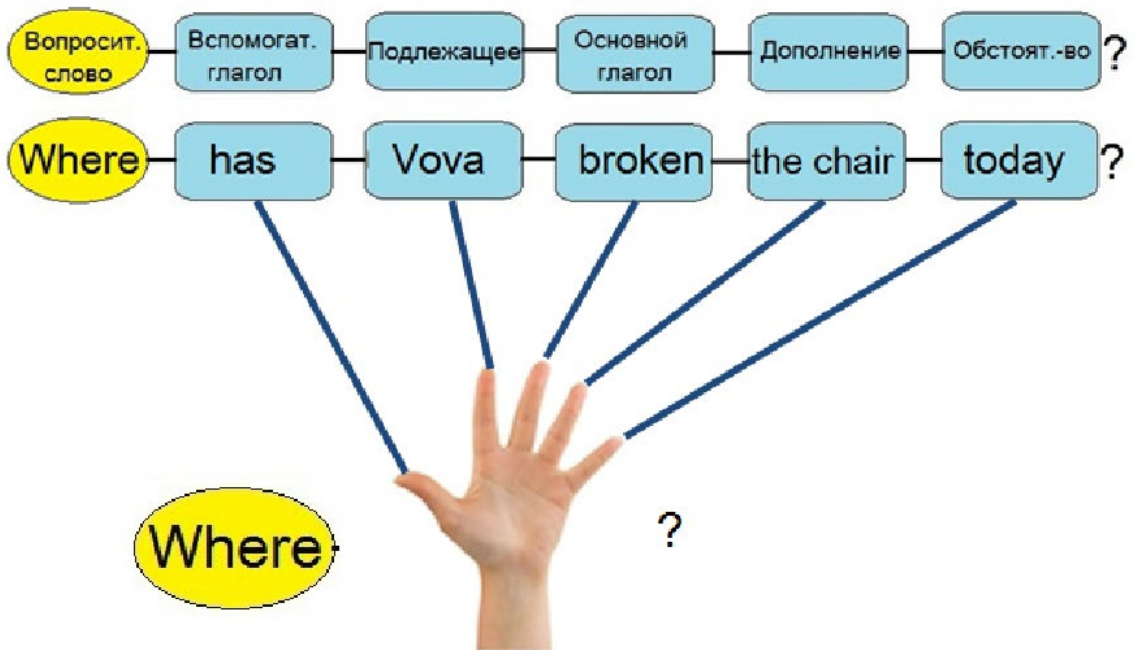 Вопросит. слово
Вспомогат. глагол
Подлежащее
Основной глагол
Дополнение
Обстоят.-во
?
Where
has
Vova
broken
the chair
today
?
Where
?